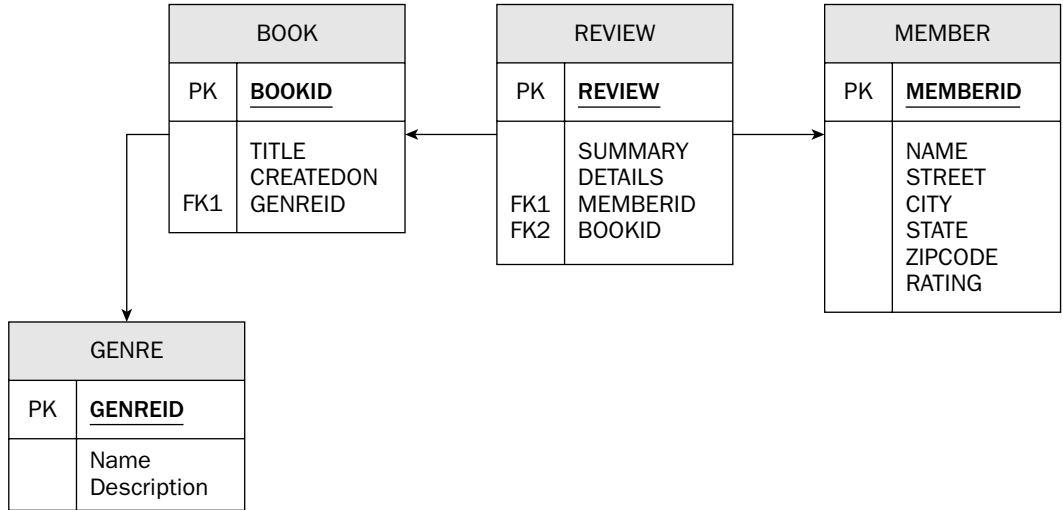 BOOK
PK BOOKID
TITLE
CREATEDON
FK1 GENREID
REVIEW
PK REVIEW
SUMMARY
DETAILS
FK1 MEMBERID
FK2 BOOKID
MEMBER
PK MEMBERID
NAME
STREET
CITY
STATE
ZIPCODE
RATING
GENRE
PK GENREID
Name
Description